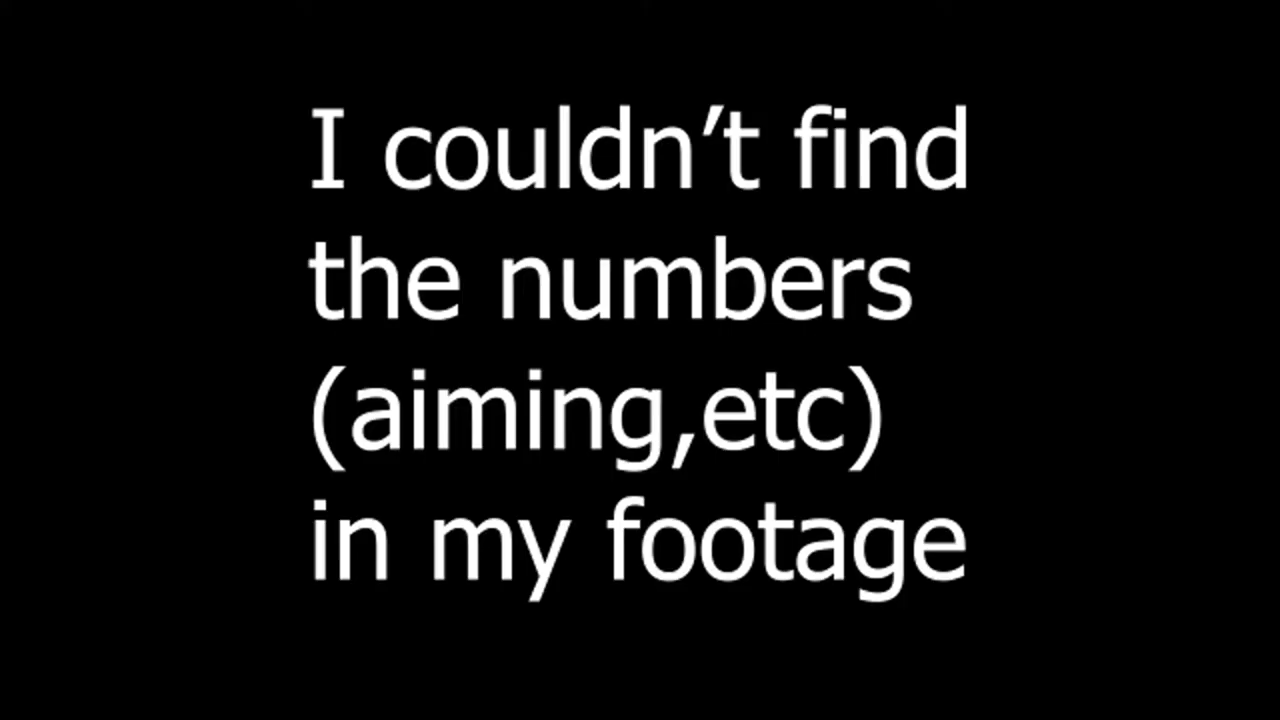 I couldn’t find
the numbers
(aiming,etc)
in my footage